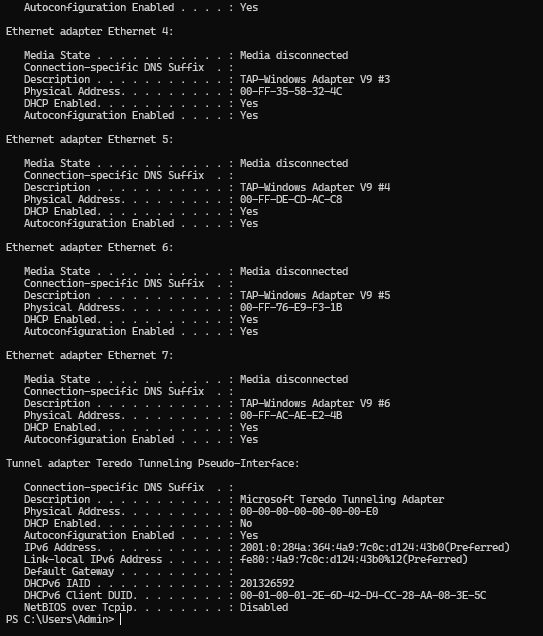 Autoconfiguration Enabled . . . . : Yes

Ethernet adapter Ethernet 4:

   Media State . . . . . . . . . . . : Media disconnected
   Connection-specific DNS Suffix  . :
   Description . . . . . . . . . . . : TAP-Windows Adapter V9 #3
   Physical Address. . . . . . . . . : 00-FF-35-58-32-4C
   DHCP Enabled. . . . . . . . . . . : Yes
   Autoconfiguration Enabled . . . . : Yes

Ethernet adapter Ethernet 5:

   Media State . . . . . . . . . . . : Media disconnected
   Connection-specific DNS Suffix  . :
   Description . . . . . . . . . . . : TAP-Windows Adapter V9 #4
   Physical Address. . . . . . . . . : 00-FF-DE-CD-AC-C8
   DHCP Enabled. . . . . . . . . . . : Yes
   Autoconfiguration Enabled . . . . : Yes

Ethernet adapter Ethernet 6:

   Media State . . . . . . . . . . . : Media disconnected
   Connection-specific DNS Suffix  . :
   Description . . . . . . . . . . . : TAP-Windows Adapter V9 #5
   Physical Address. . . . . . . . . : 00-FF-76-E9-F3-1B
   DHCP Enabled. . . . . . . . . . . : Yes
   Autoconfiguration Enabled . . . . : Yes

Ethernet adapter Ethernet 7:

   Media State . . . . . . . . . . . : Media disconnected
   Connection-specific DNS Suffix  . :
   Description . . . . . . . . . . . : TAP-Windows Adapter V9 #6
   Physical Address. . . . . . . . . : 00-FF-AC-AE-E2-4B
   DHCP Enabled. . . . . . . . . . . : Yes
   Autoconfiguration Enabled . . . . : Yes

Tunnel adapter Teredo Tunneling Pseudo-Interface:

   Connection-specific DNS Suffix  . :
   Description . . . . . . . . . . . : Microsoft Teredo Tunneling Adapter
   Physical Address. . . . . . . . . : 00-00-00-00-00-00-00-E0
   DHCP Enabled. . . . . . . . . . . : No
   Autoconfiguration Enabled . . . . : Yes
   IPv6 Address. . . . . . . . . . . : 2001:0:284a:364:4a9:7c0c:d124:43b0(Preferred)
   Link-local IPv6 Address . . . . . : fe80::4a9:7c0c:d124:43b0%12(Preferred)
   Default Gateway . . . . . . . . . :
   DHCPv6 IAID . . . . . . . . . . . : 201326592
   DHCPv6 Client DUID. . . . . . . . : 00-01-00-01-2E-6D-42-D4-CC-28-AA-08-3E-5C
   NetBIOS over Tcpip. . . . . . . . : Disabled
PS C:\Users\Admin>